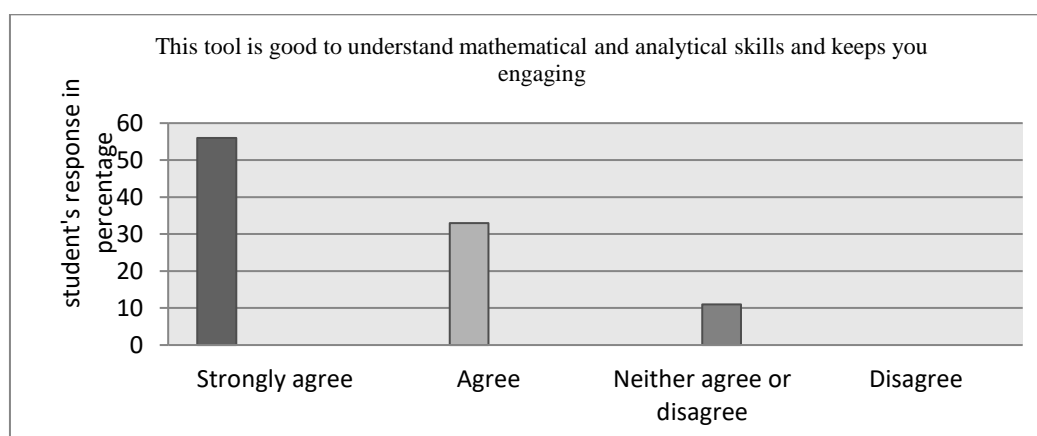 This tool is good to understand mathematical and analytical skills and keeps you
engaging
student's response in
percentage
60
50
40
30
20
10
0
Strongly agree
Agree
Neither agree or
disagree
Disagree